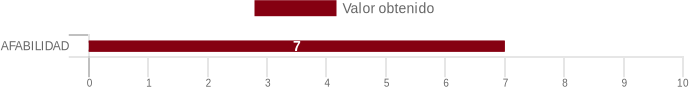 Valor obtenido
AFABILIDAD 7
0 1 2 3 4 5 6 7 8 9 10